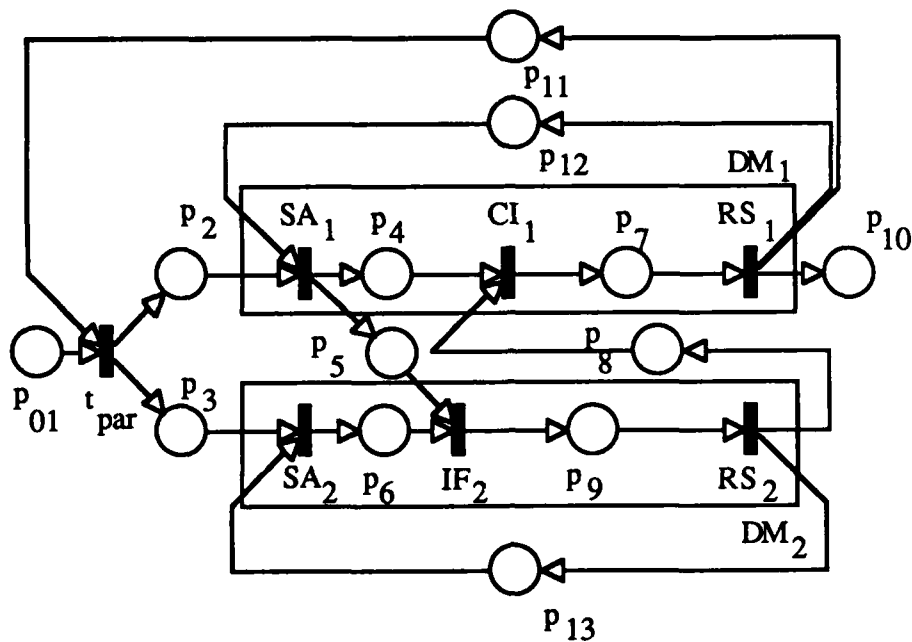 p11
p12
DM1
p2
SA1
p4
CI1
p7
RS1
p10
p5
p8
p01
tpar
p3
SA2
p6
IF2
p9
RS2
DM2
p13